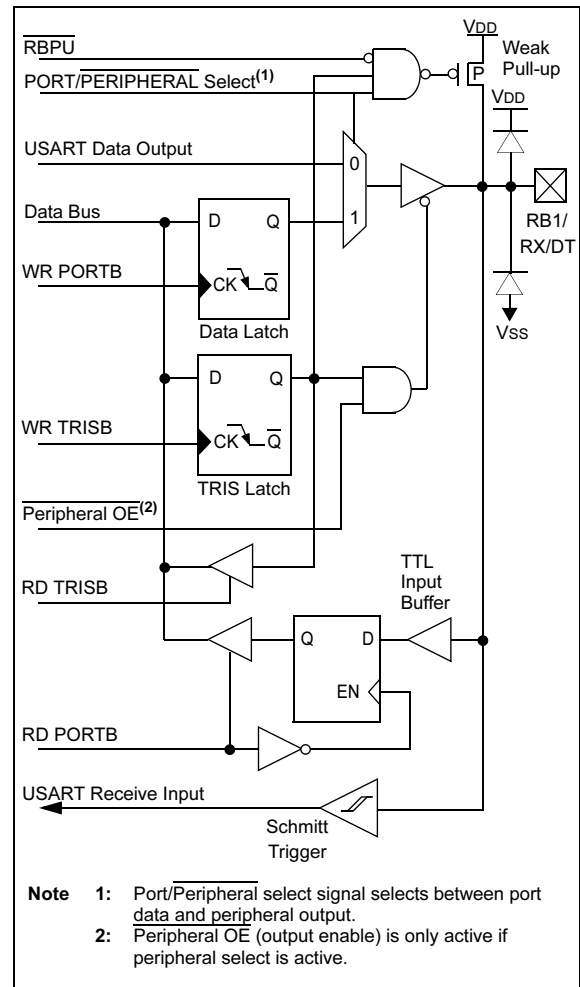 RBPU
VDD
Weak
Pull-up
PORT/PERIPHERAL Select(1)
P
VDD
USART Data Output
0
Data Bus
D Q
1
RB1/
RX/DT
WR PORTB
CK Q
Data Latch
VSS
D Q
WR TRISB
CK Q
TRIS Latch
Peripheral OE(2)
TTL
Input
Buffer
RD TRISB
Q D
EN
RD PORTB
USART Receive Input
Schmitt
Trigger
Note 1: Port/Peripheral select signal selects between port
data and peripheral output.
2: Peripheral OE (output enable) is only active if
peripheral select is active.